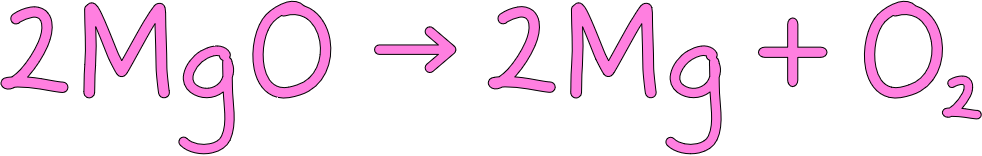 2MgO → 2Mg + O₂